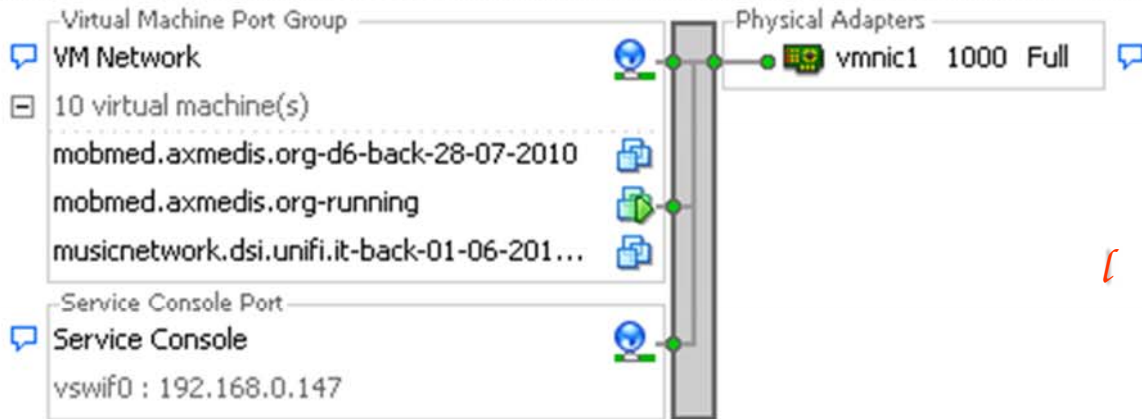 Virtual Machine Port Group
VM Network
10 virtual machine(s)
mobmed.axmedis.org-d6-back-28-07-2010
mobmed.axmedis.org-running
musicnetwork.dsi.unifi.it-back-01-06-201...
Service Console Port
Service Console
vswif0 : 192.168.0.147
Physical Adapters
vmnic1 1000 Full